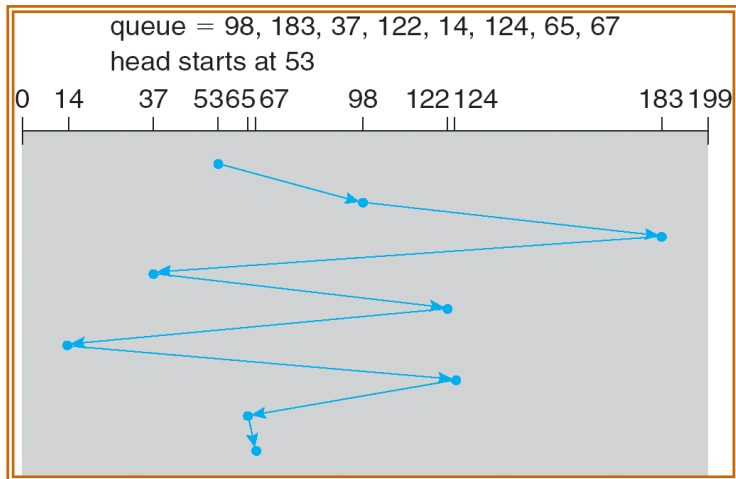 queue = 98, 183, 37, 122, 14, 124, 65, 67
head starts at 53
0 14 37 53 65 67 98 122 124 183 199